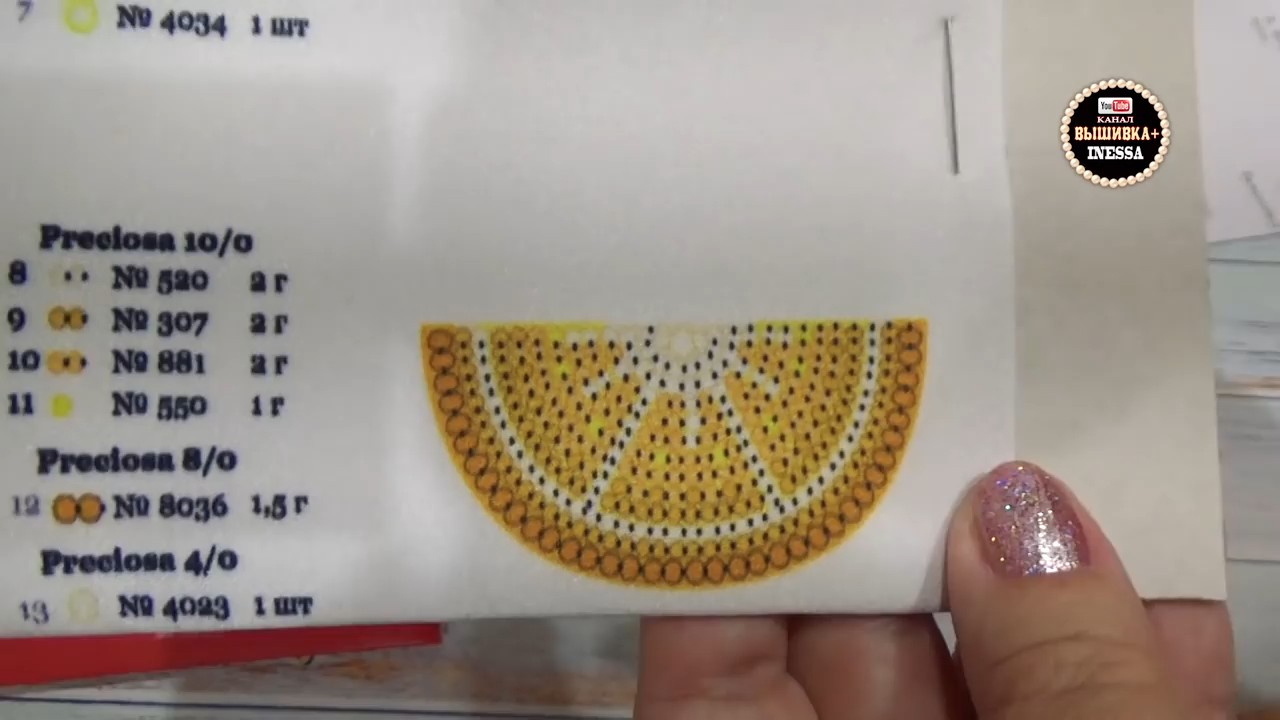 7 № 4034 1 шт
Preciosa 10/0
8 № 520 2 г
9 № 307 2 г
10 № 881 2 г
11 № 550 1 г
Preciosa 8/0
12 № 8036 1,5 г
Preciosa 4/0
13 № 4023 1 шт
You Tube
КАНАЛ
ВЫШИВКА+
INESSA